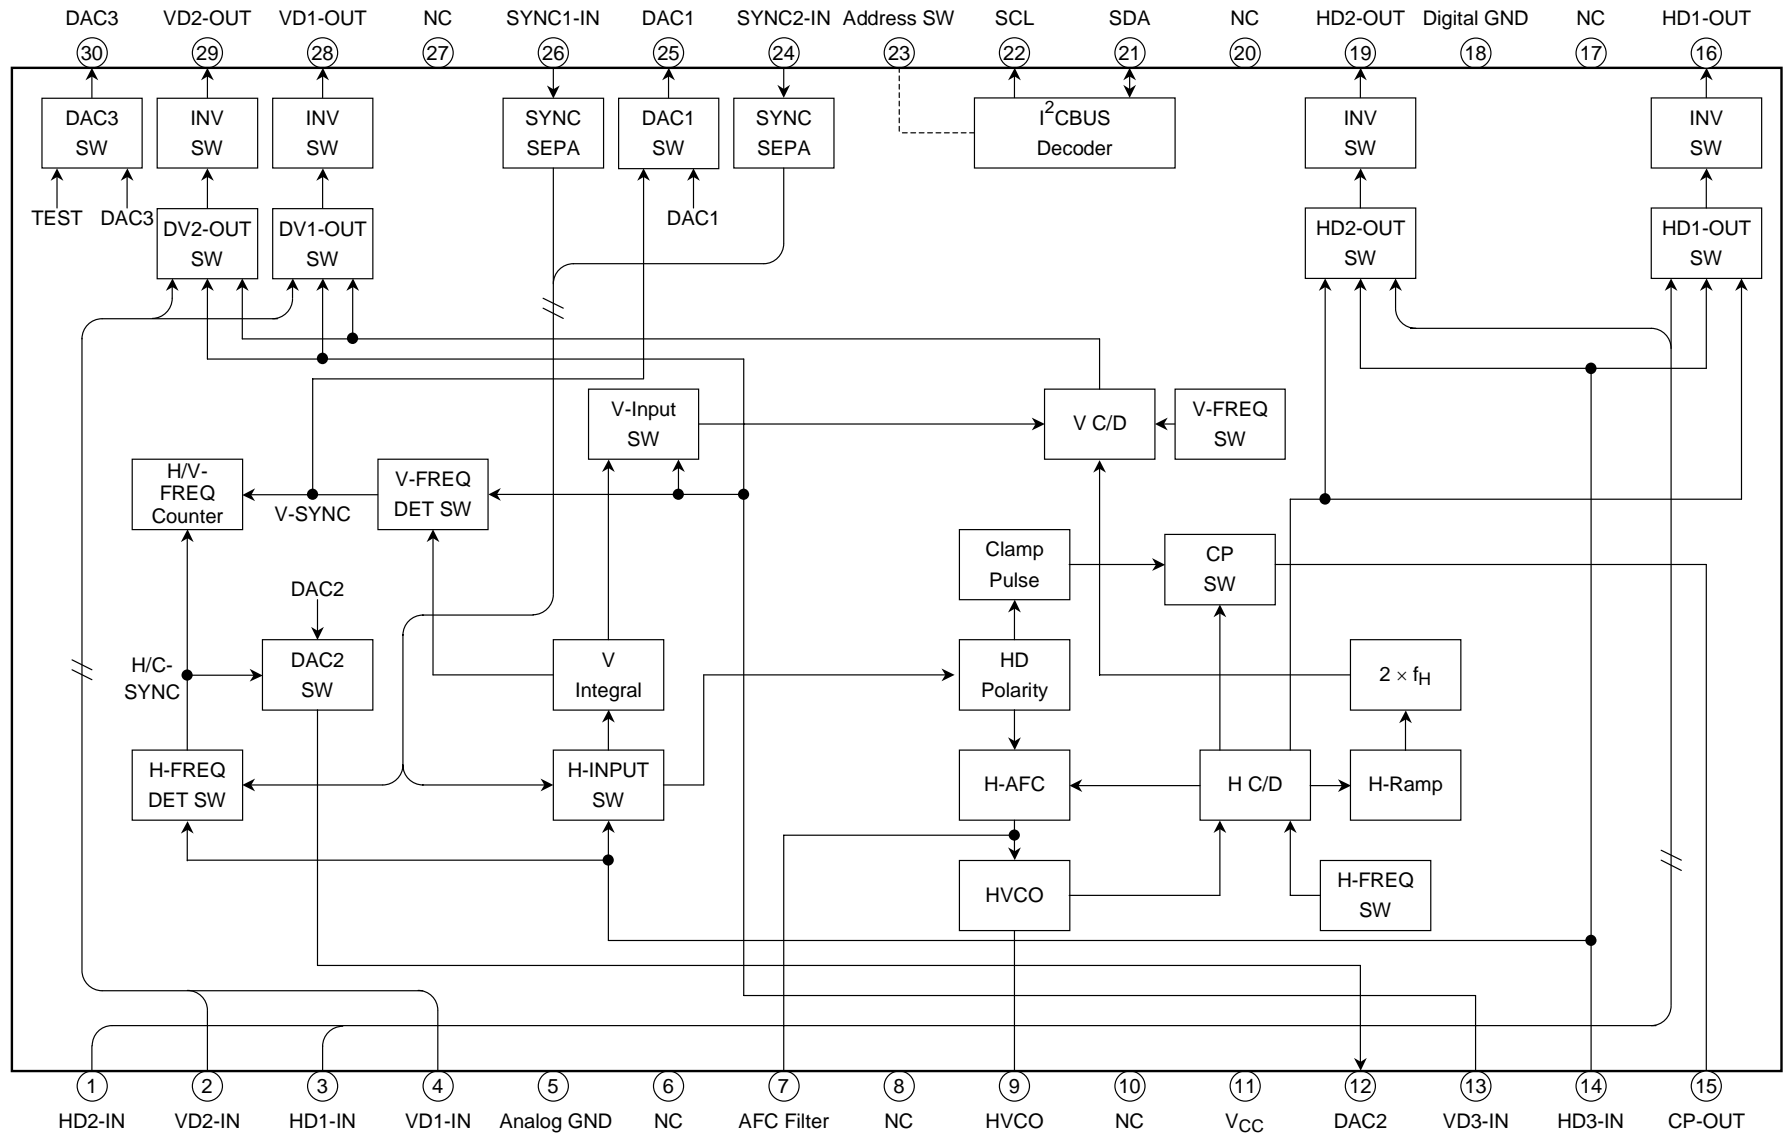 DAC3 VD2-OUT VD1-OUT NC SYNC1-IN DAC1 SYNC2-IN Address SW SCL SDA NC HD2-OUT Digital GND NC HD1-OUT
30 29 28 27 26 25 24 23 22 21 20 19 18 17 16
DAC3
SW
INV
SW
INV
SW
SYNC
SEPA
DAC1
SW
SYNC
SEPA
I²CBUS
Decoder
INV
SW
INV
SW
TEST
DAC3
DAC1
DV2-OUT
SW
DV1-OUT
SW
HD2-OUT
SW
HD1-OUT
SW
V-Input
SW
V C/D
V-FREQ
SW
H/V-
FREQ
Counter
V-SYNC
V-FREQ
DET SW
Clamp
Pulse
CP
SW
DAC2
H/C-
SYNC
DAC2
SW
V
Integral
HD
Polarity
2 × fH
H-FREQ
DET SW
H-INPUT
SW
H-AFC
H C/D
H-Ramp
HVCO
H-FREQ
SW
1 2 3 4 5 6 7 8 9 10 11 12 13 14 15
HD2-IN VD2-IN HD1-IN VD1-IN Analog GND NC AFC Filter NC HVCO NC VCC DAC2 VD3-IN HD3-IN CP-OUT